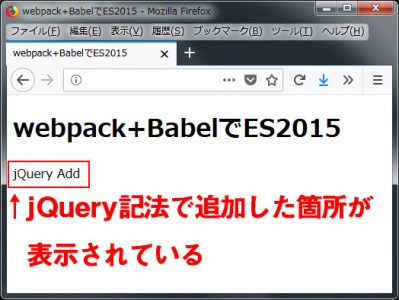 webpack+BabelでES2015 - Mozilla Firefox
ファイル(F) 編集(E) 表示(V) 履歴(S) ブックマーク(B) ツール(T) ヘルプ(H)
webpack+BabelでES2015
webpack+BabelでES2015
jQuery Add
↑jQuery記法で追加した箇所が
表示されている